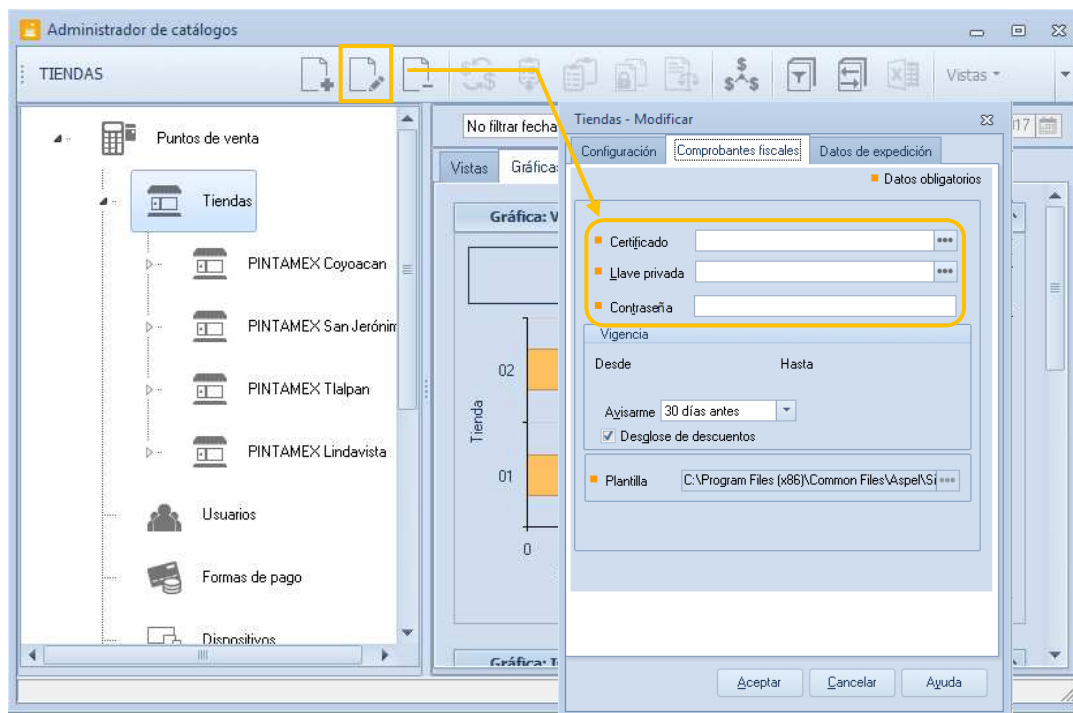 Administrador de catálogos
TIENDAS
Vistas
Puntos de venta
Tiendas
PINTAMEX Coyoacan
PINTAMEX San Jerónim
PINTAMEX Tlalpan
PINTAMEX Lindavista
Usuarios
Formas de pago
Dispositivos
No filtrar fecha
17
Vistas
Gráficas
Gráfica: V
02
01
0
Tienda
Gráfica: I
Tiendas - Modificar
Configuración
Comprobantes fiscales
Datos de expedición
Datos obligatorios
Certificado
Llave privada
Contraseña
Vigencia
Desde
Hasta
Avisarme
30 días antes
Desglose de descuentos
Plantilla
C:\Program Files (x86)\Common Files\Aspel\Si
Aceptar
Cancelar
Ayuda